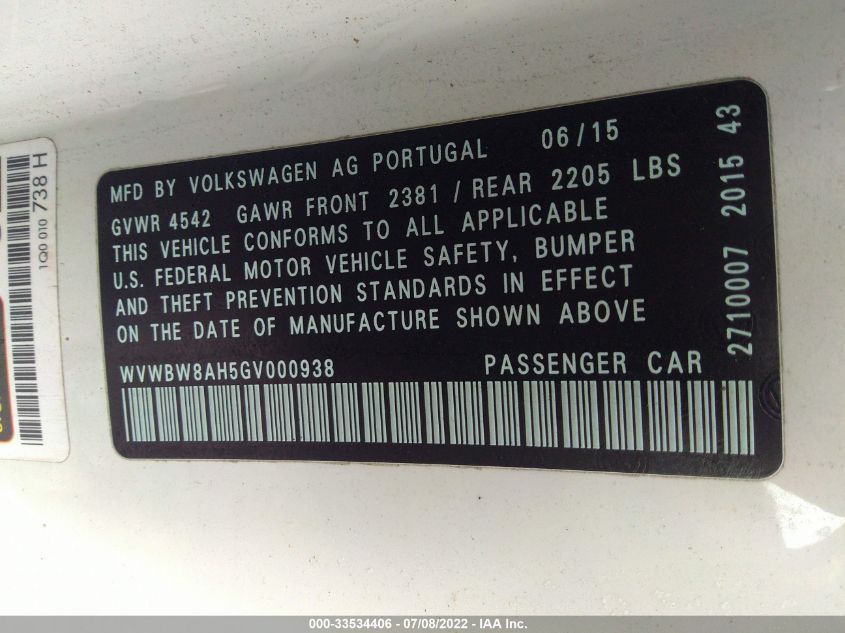 MFD BY VOLKSWAGEN AG PORTUGAL 06/15
GVWR 4542 GAWR FRONT 2381 / REAR 2205 LBS
THIS VEHICLE CONFORMS TO ALL APPLICABLE
U.S. FEDERAL MOTOR VEHICLE SAFETY, BUMPER
AND THEFT PREVENTION STANDARDS IN EFFECT
ON THE DATE OF MANUFACTURE SHOWN ABOVE
WVWBW8AH5GV000938 PASSENGER CAR
2710007 2015 43
1Q0 010 738 H
000-33534406 - 07/08/2022 - IAA Inc.